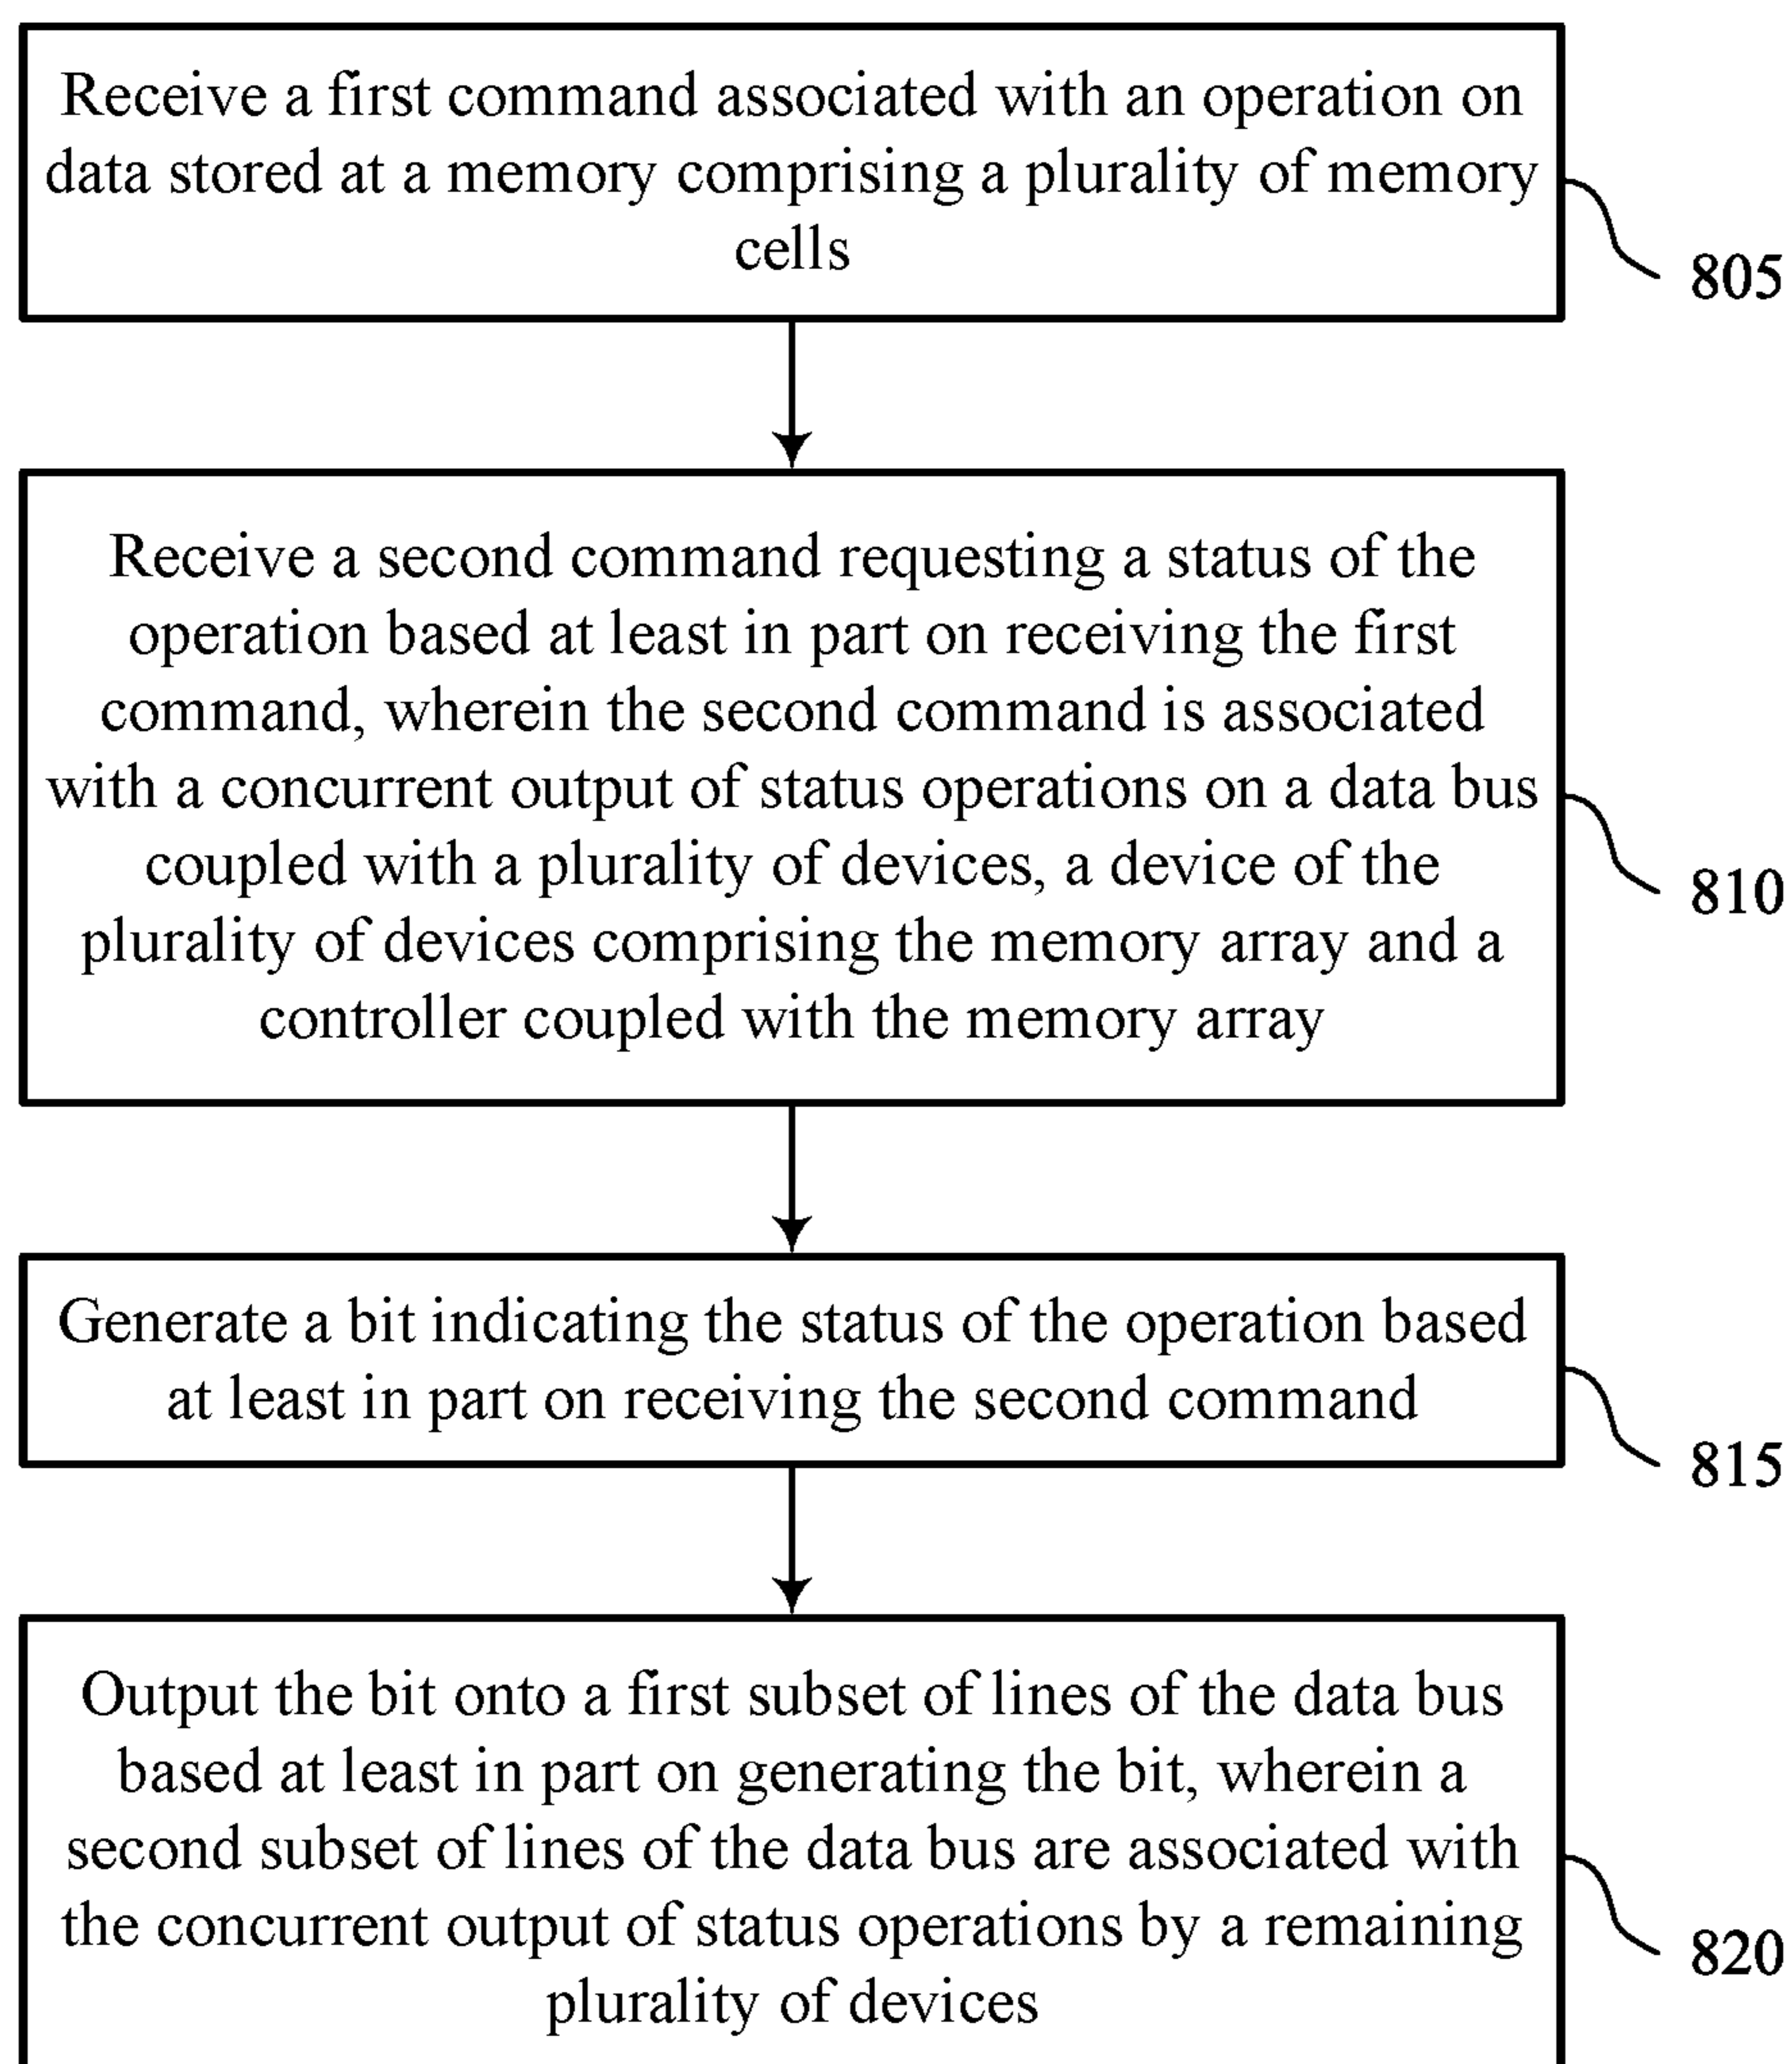 Receive a first command associated with an operation on
data stored at a memory comprising a plurality of memory
cells
805
Receive a second command requesting a status of the
operation based at least in part on receiving the first
command, wherein the second command is associated
with a concurrent output of status operations on a data bus
coupled with a plurality of devices, a device of the
plurality of devices comprising the memory array and a
controller coupled with the memory array
810
Generate a bit indicating the status of the operation based
at least in part on receiving the second command
815
Output the bit onto a first subset of lines of the data bus
based at least in part on generating the bit, wherein a
second subset of lines of the data bus are associated with
the concurrent output of status operations by a remaining
plurality of devices
820